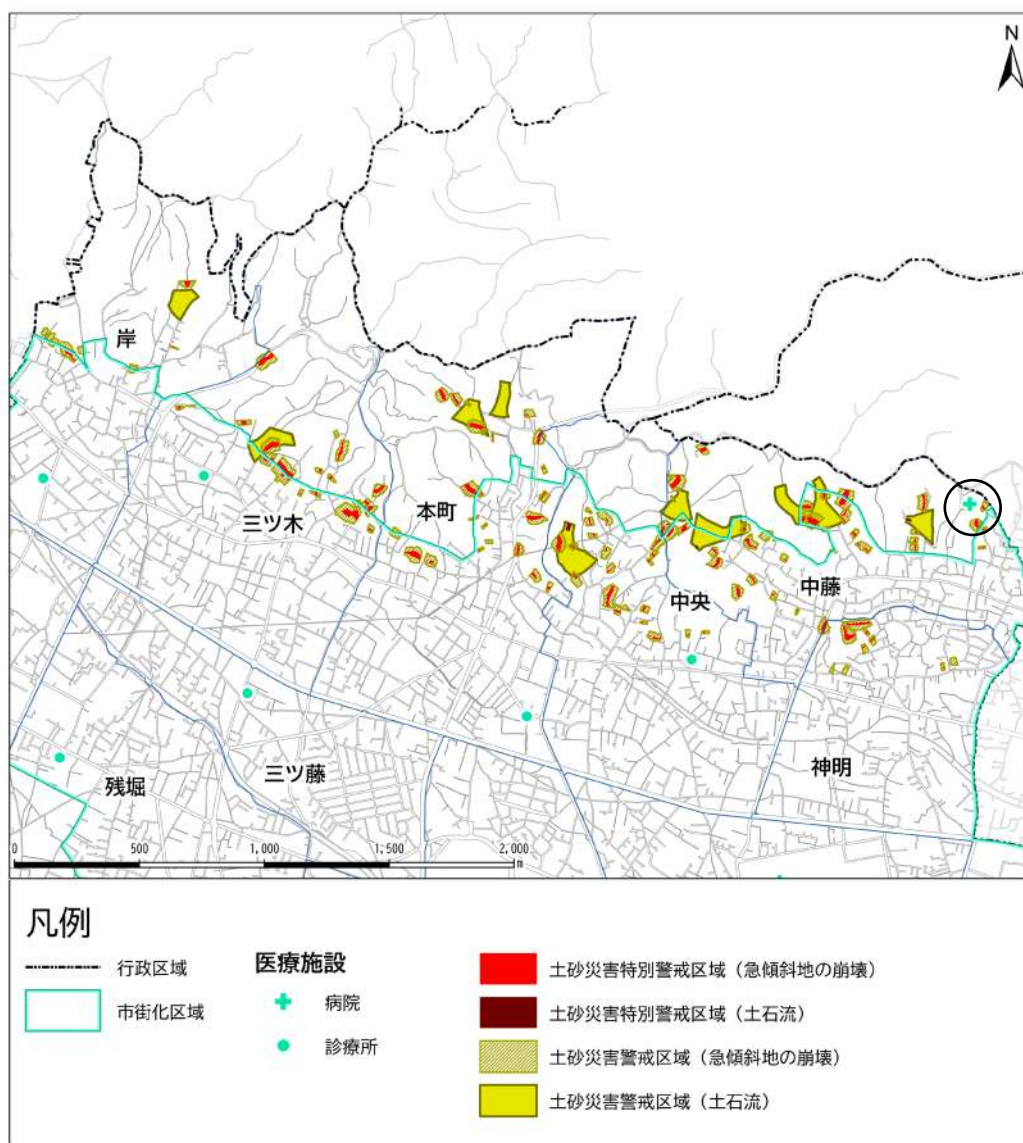 N
岸
三ツ木
本町
中央
中藤
残堀
三ツ藤
神明
0 500 1,000 1,500 2,000
m
凡例
行政区域
市街化区域
医療施設
病院
診療所
土砂災害特別警戒区域（急傾斜地の崩壊）
土砂災害特別警戒区域（土石流）
土砂災害警戒区域（急傾斜地の崩壊）
土砂災害警戒区域（土石流）